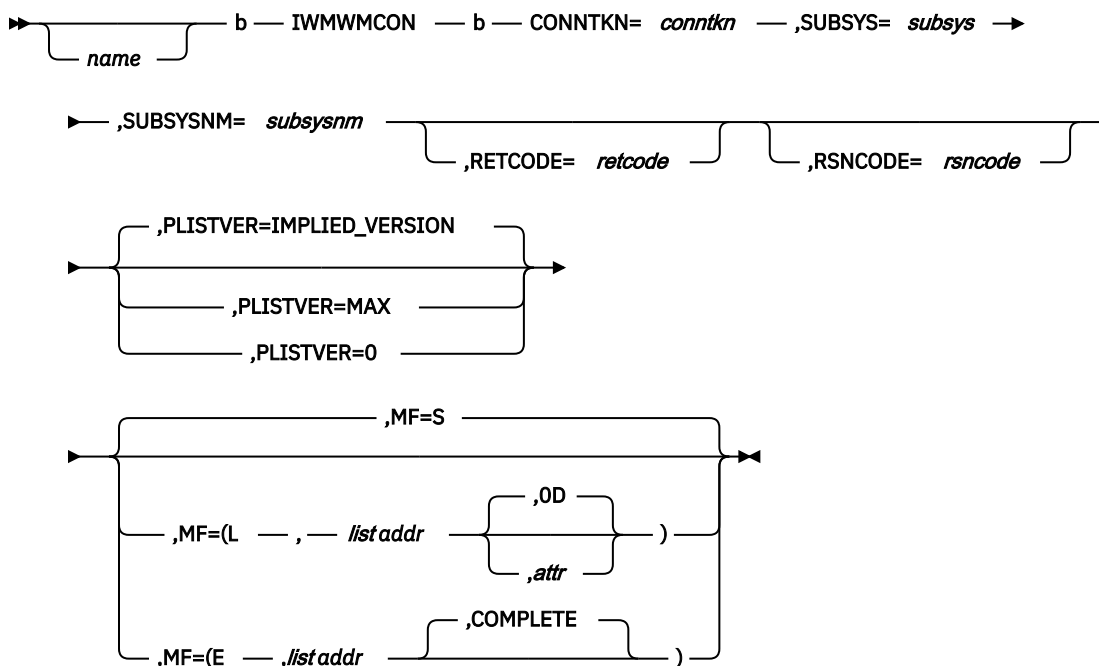 b IWMWMCON b CONNTKN= conntkn ,SUBSYS= subsys
name
,SUBSYSNM= subsysnm
,RETCODE= retcode ,RSNCODE= rsncode
,PLISTVER=IMPLIED_VERSION
,PLISTVER=MAX
,PLISTVER=0
,MF=S
,0D
,MF=(L , list addr )
,attr
,COMPLETE
,MF=(E ,list addr )